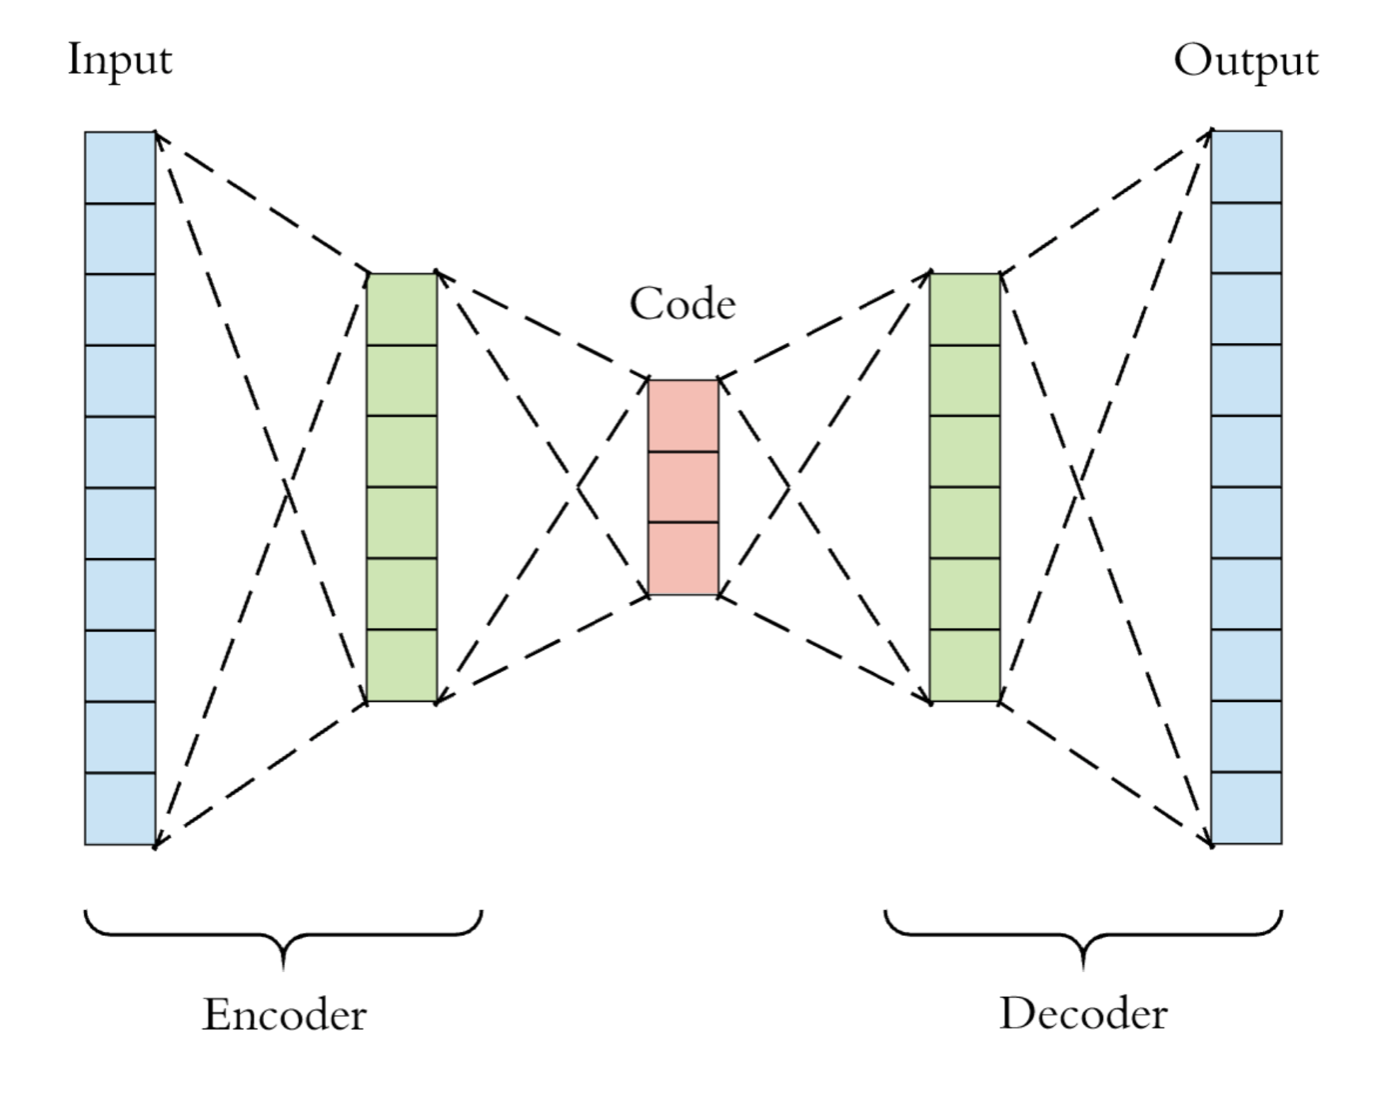 Input
Output
Code
Encoder
Decoder